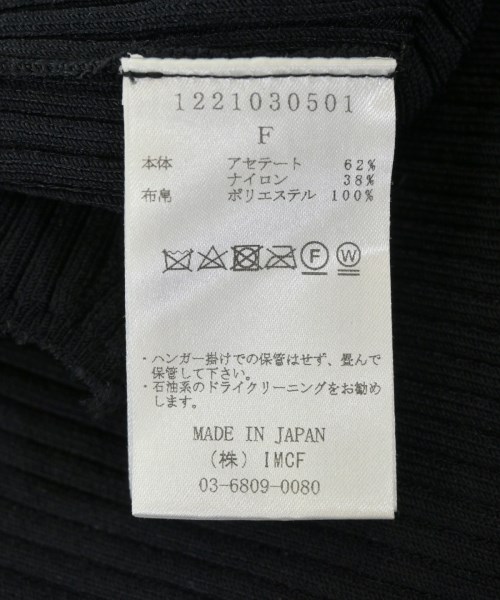 1221030501
F
本体 アセテート 62%
ナイロン 38%
布帛 ポリエステル 100%
F W
・ハンガー掛けでの保管はせず、畳んで
保管して下さい。
・石油系のドライクリーニングをお勧め
します。
MADE IN JAPAN
(株) IMCF
03-6809-0080